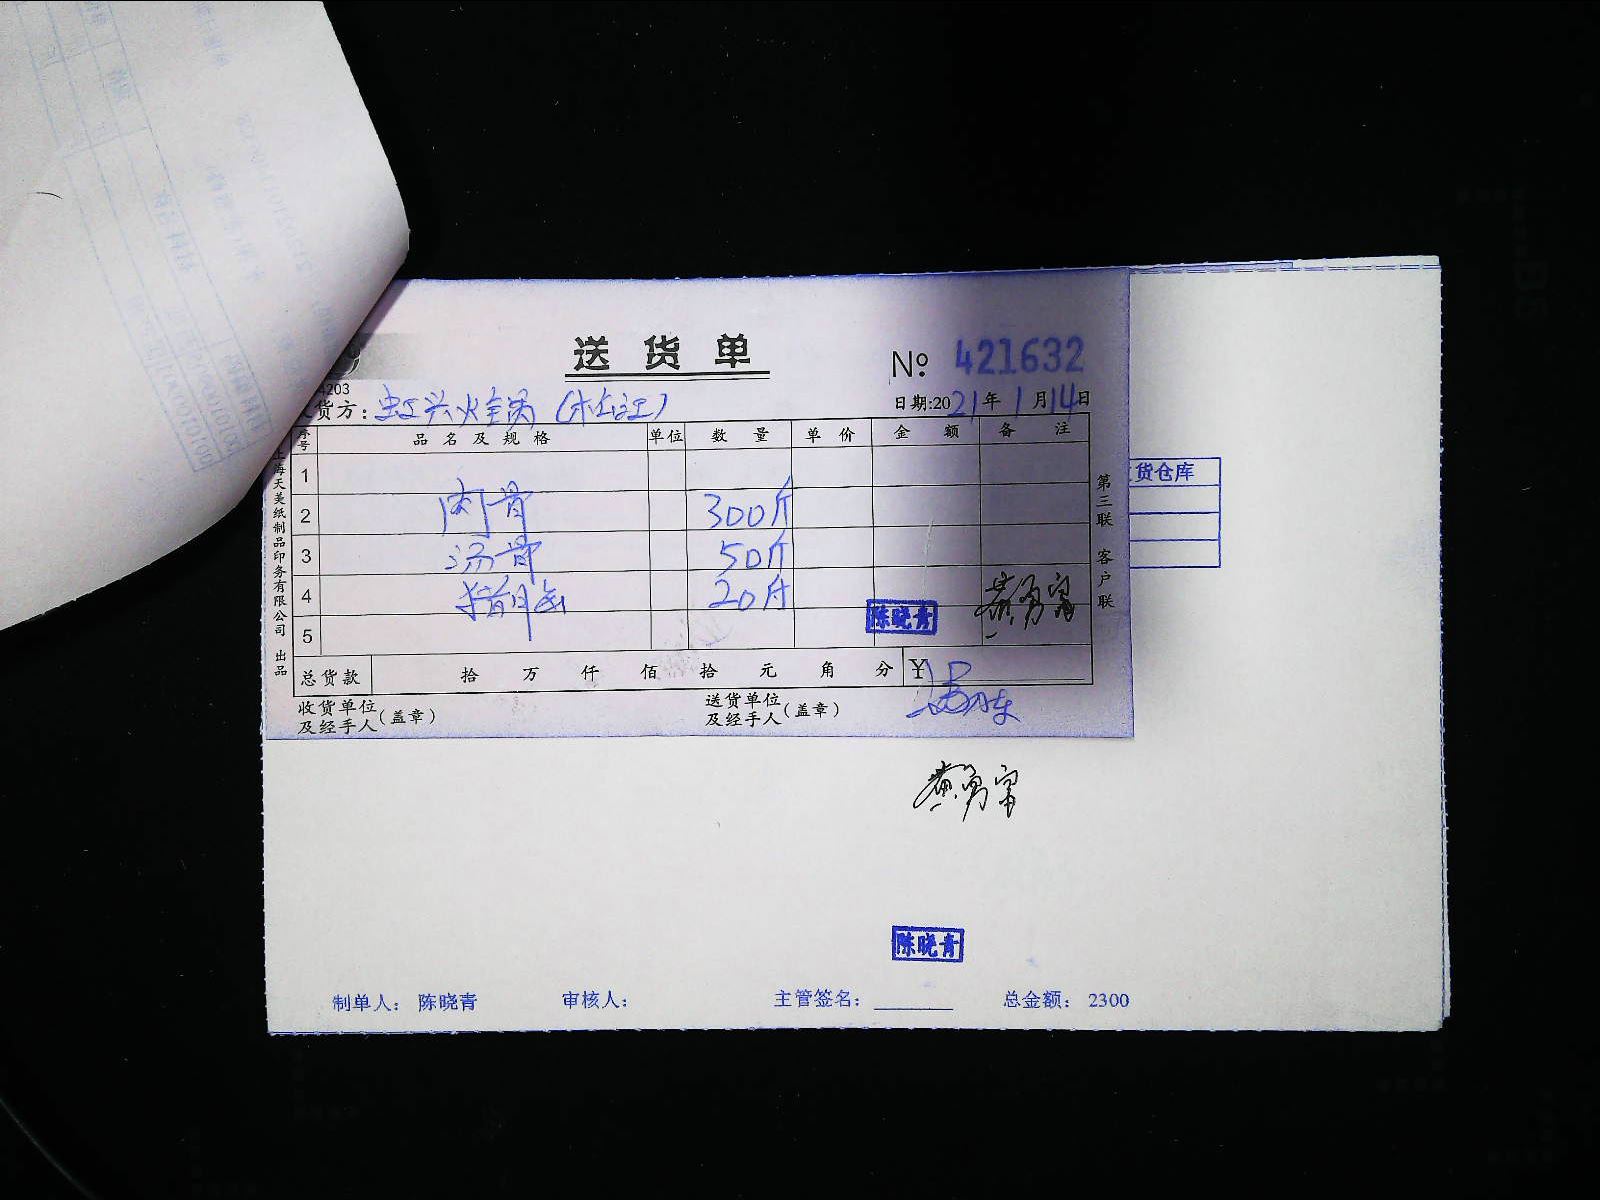 送货单
№ 421632
4203
货方：虹兴火锅（松江）
日期:2021年1月14日
序号 品名及规格 单位 数量 单价 金额 备注
1
2 肉骨 300斤
3 汤骨 50斤
4 20斤
陈晓青
黄勇富
5
总货款 拾 万 仟 佰 拾 元 角 分 ¥
收货单位
及经手人（盖章）
送货单位
及经手人（盖章）
上海天美纸制品印务有限公司 出品
第三联 客户联
货仓库
黄勇富
陈晓青
制单人： 陈晓青 审核人： 主管签名： 总金额： 2300